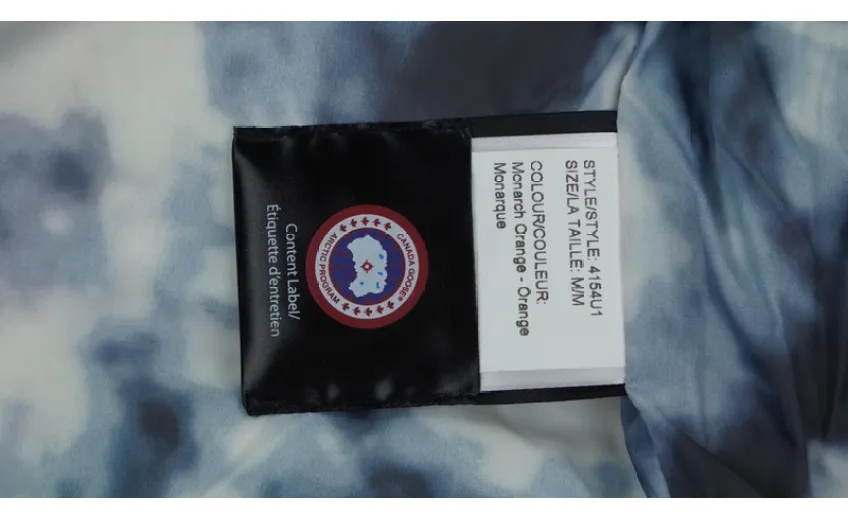 STYLE/STYLE: 4154U1
SIZE/LA TAILLE: M/M
COLOUR/COULEUR:
Monarch Orange - Orange
Monarque
CANADA GOOSE®
ARCTIC PROGRAM
Content Label/
Étiquette d'entretien